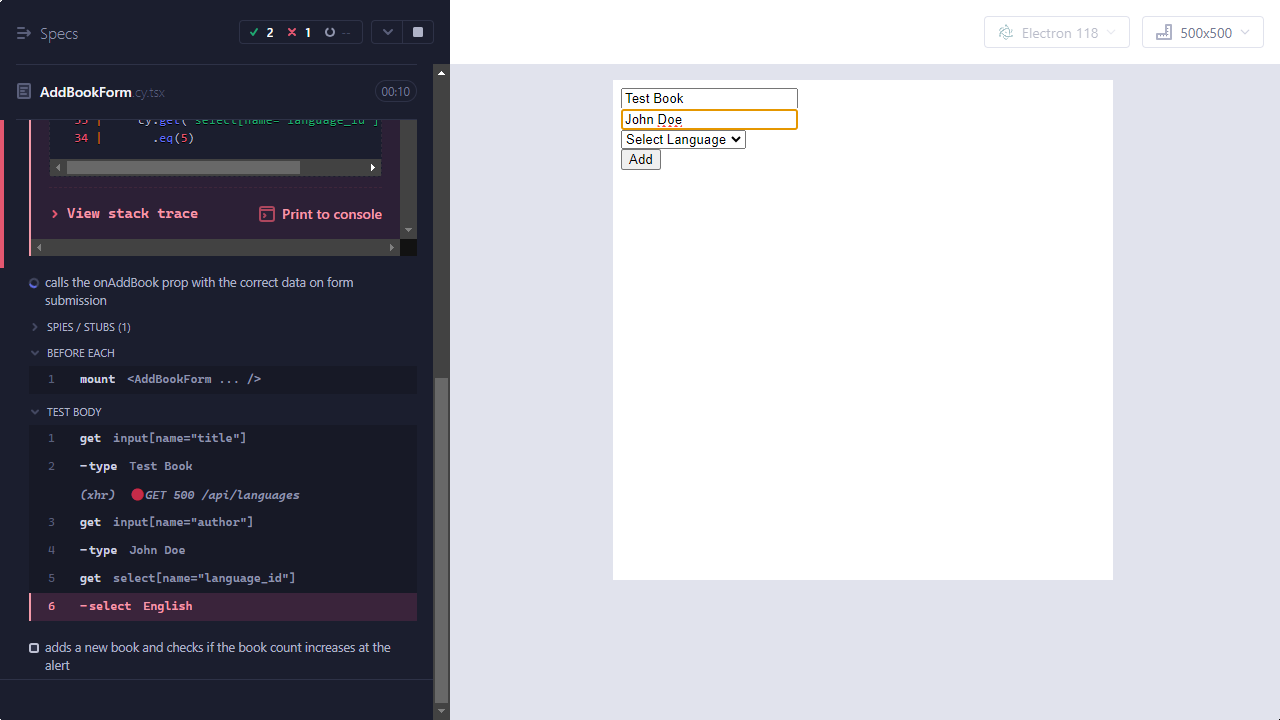 Specs
2
1
--
Electron 118
500x500
AddBookForm.cy.tsx
00:10
33 | cy.get('select[name="language_id"]
34 | .eq(5)
View stack trace
Print to console
calls the onAddBook prop with the correct data on form
submission
SPIES / STUBS (1)
BEFORE EACH
1 mount <AddBookForm ... />
TEST BODY
1 get input[name="title"]
2 -type Test Book
(xhr) GET 500 /api/languages
3 get input[name="author"]
4 -type John Doe
5 get select[name="language_id"]
6 -select English
adds a new book and checks if the book count increases at the
alert
Test Book
John Doe
Select Language
Add